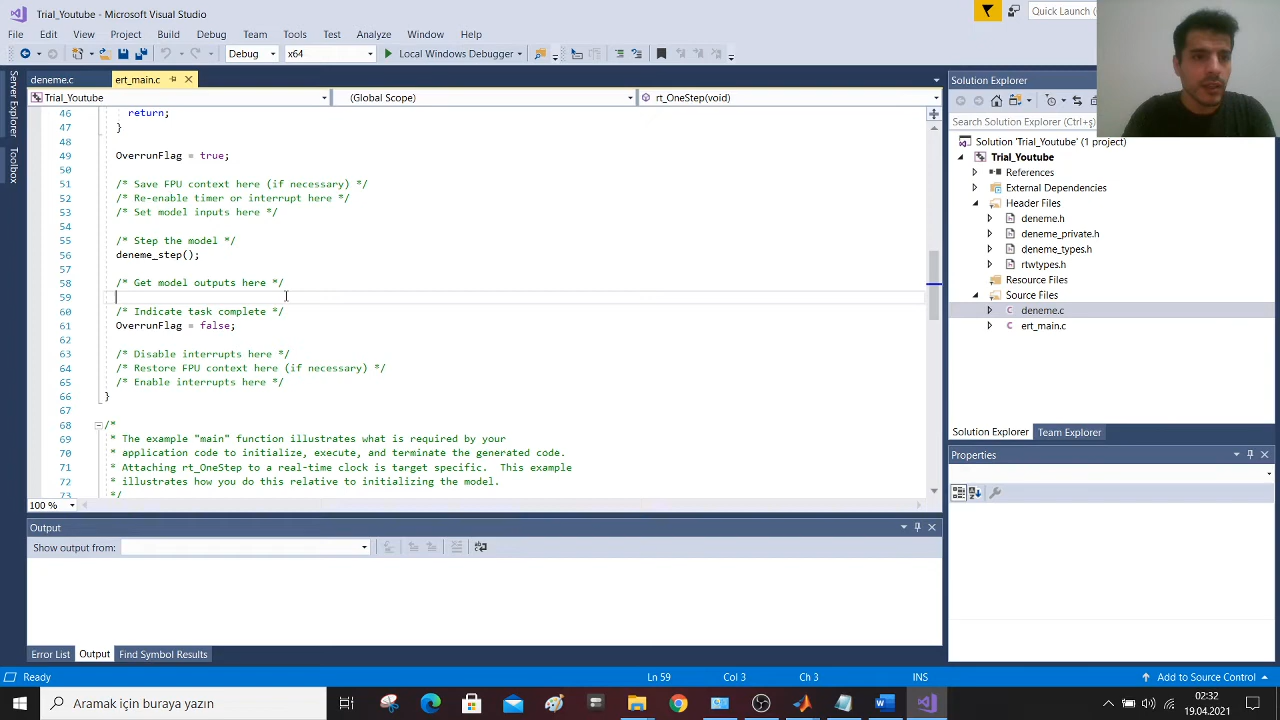 Trial_Youtube - Microsoft Visual Studio
Quick Launch (
File Edit View Project Build Debug Team Tools Test Analyze Window Help
Debug x64 Local Windows Debugger
Server Explorer
Toolbox
deneme.c ert_main.c
Trial_Youtube (Global Scope) rt_OneStep(void)
46 return;
47 }
48
49 OverrunFlag = true;
50
51 /* Save FPU context here (if necessary) */
52 /* Re-enable timer or interrupt here */
53 /* Set model inputs here */
54
55 /* Step the model */
56 deneme_step();
57
58 /* Get model outputs here */
59
60 /* Indicate task complete */
61 OverrunFlag = false;
62
63 /* Disable interrupts here */
64 /* Restore FPU context here (if necessary) */
65 /* Enable interrupts here */
66 }
67
68 /*
69 * The example "main" function illustrates what is required by your
70 * application code to initialize, execute, and terminate the generated code.
71 * Attaching rt_OneStep to a real-time clock is target specific. This example
72 * illustrates how you do this relative to initializing the model.
73 */
100 %
Solution Explorer
Search Solution Explorer (Ctrl+ş)
Solution 'Trial_Youtube' (1 project)
Trial_Youtube
References
External Dependencies
Header Files
deneme.h
deneme_private.h
deneme_types.h
rtwtypes.h
Resource Files
Source Files
deneme.c
ert_main.c
Solution Explorer Team Explorer
Properties
Output
Show output from:
Error List Output Find Symbol Results
Ready Ln 59 Col 3 Ch 3 INS Add to Source Control
Aramak için buraya yazın
02:32
19.04.2021